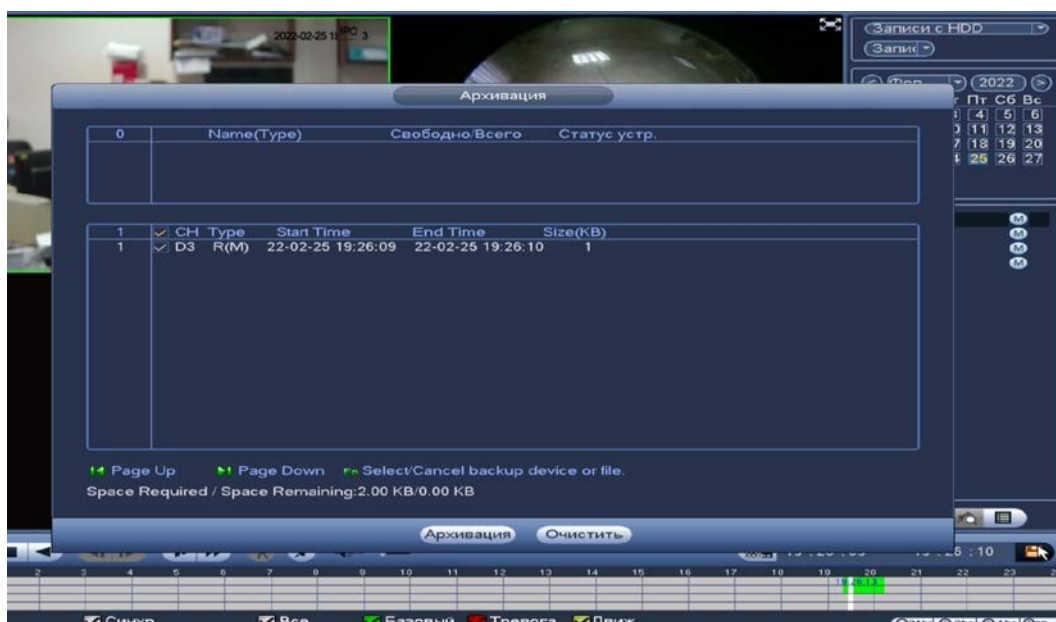 2022-02-25 1
IPC
3
Записи с HDD
2022
Архивация
Пт Сб Вс
4 5 6
11 12 13
18 19 20
25 26 27
0 Name(Type) Свободно/Всего Статус устр.
1 CH Type Start Time End Time Size(KB)
1 D3 R(M) 22-02-25 19:26:09 22-02-25 19:26:10 1
M
M
M
M
Page Up Page Down Fn Select/Cancel backup device or file.
Space Required / Space Remaining:2.00 KB/0.00 KB
Архивация Очистить
2 3 4 5 6 7 8 9 10 11 12 13 14 15 16 17 18 19 20 21 22 23
Синхр Все Базовый Тревога Движ